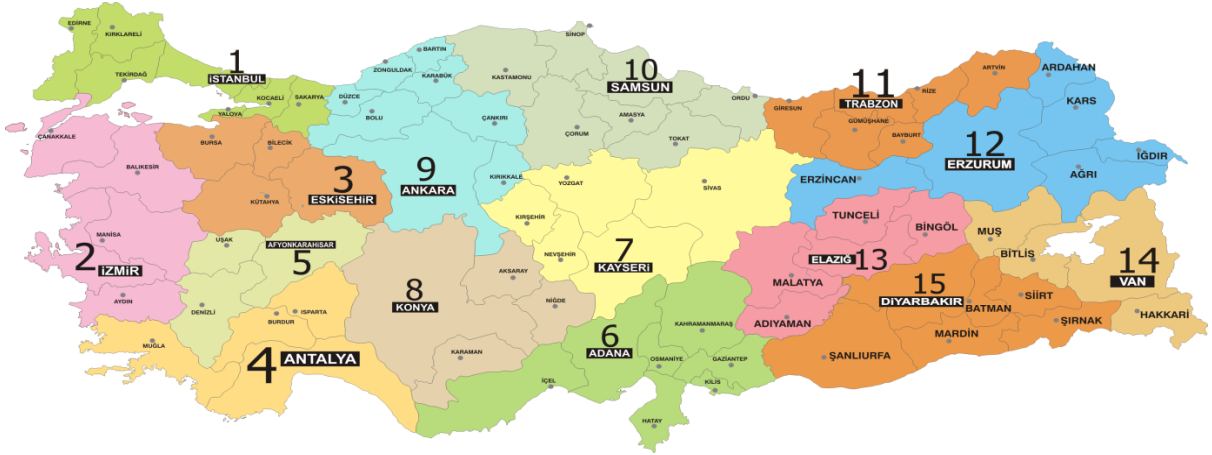 EDİRNE
KIRKLARELİ
TEKİRDAĞ
1
İSTANBUL
KOCAELİ
SAKARYA
YALOVA
ÇANAKKALE
BALIKESİR
MANİSA
2
İZMİR
AYDIN
BURSA
BİLECİK
3
ESKİSEHİR
KÜTAHYA
UŞAK
AFYONKARAHISAR
5
DENİZLİ
ISPARTA
BURDUR
MUĞLA
4
ANTALYA
BARTIN
ZONGULDAK
KARABÜK
DÜZCE
BOLU
ÇANKIRI
9
ANKARA
KIRIKKALE
SİNOP
KASTAMONU
10
SAMSUN
ORDU
ÇORUM
AMASYA
TOKAT
YOZGAT
SİVAS
KIRŞEHİR
NEVŞEHİR
7
KAYSERİ
8
KONYA
AKSARAY
NİĞDE
KARAMAN
6
ADANA
KAHRAMANMARAŞ
OSMANİYE
GAZİANTEP
KİLİS
İÇEL
HATAY
11
TRABZON
GİRESUN
RİZE
ARTVİN
GÜMÜŞHANE
BAYBURT
ARDAHAN
KARS
12
ERZURUM
IĞDIR
AĞRI
ERZİNCAN
TUNCELİ
BİNGÖL
ELAZIĞ
13
MALATYA
ADIYAMAN
MUŞ
BİTLİS
14
VAN
HAKKARİ
15
DİYARBAKIR
SİİRT
BATMAN
ŞIRNAK
MARDİN
ŞANLIURFA